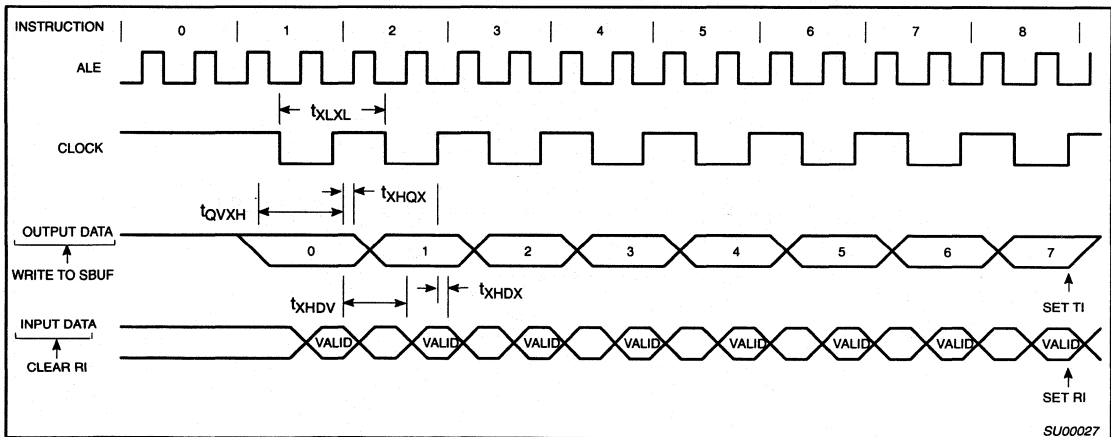 INSTRUCTION 0 1 2 3 4 5 6 7 8
ALE
tXLXL
CLOCK
tXHQX
tQVXH
OUTPUT DATA 0 1 2 3 4 5 6 7
WRITE TO SBUF
tXHDV tXHDX
SET TI
INPUT DATA VALID VALID VALID VALID VALID VALID VALID VALID
CLEAR RI
SET RI
SU00027